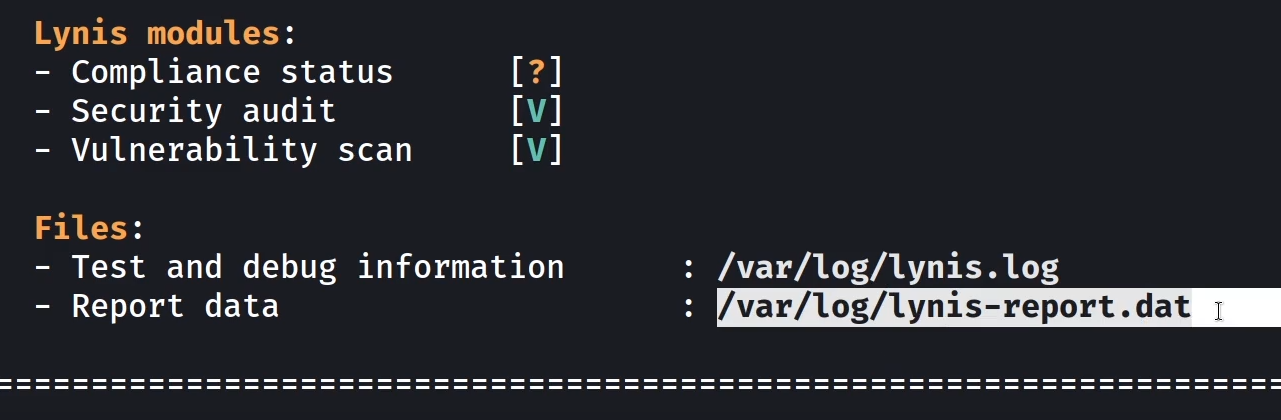 Lynis modules:
- Compliance status [?]
- Security audit [V]
- Vulnerability scan [V]
Files:
- Test and debug information : /var/log/lynis.log
- Report data : /var/log/lynis-report.dat
====================================================================